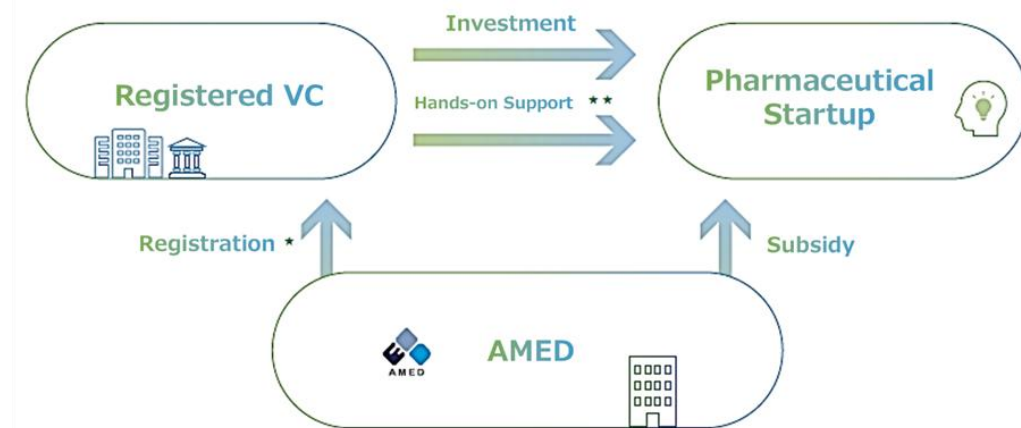 Investment
Registered VC
Hands-on Support ★★
Pharmaceutical
Startup
Registration ★
Subsidy
AMED
AMED